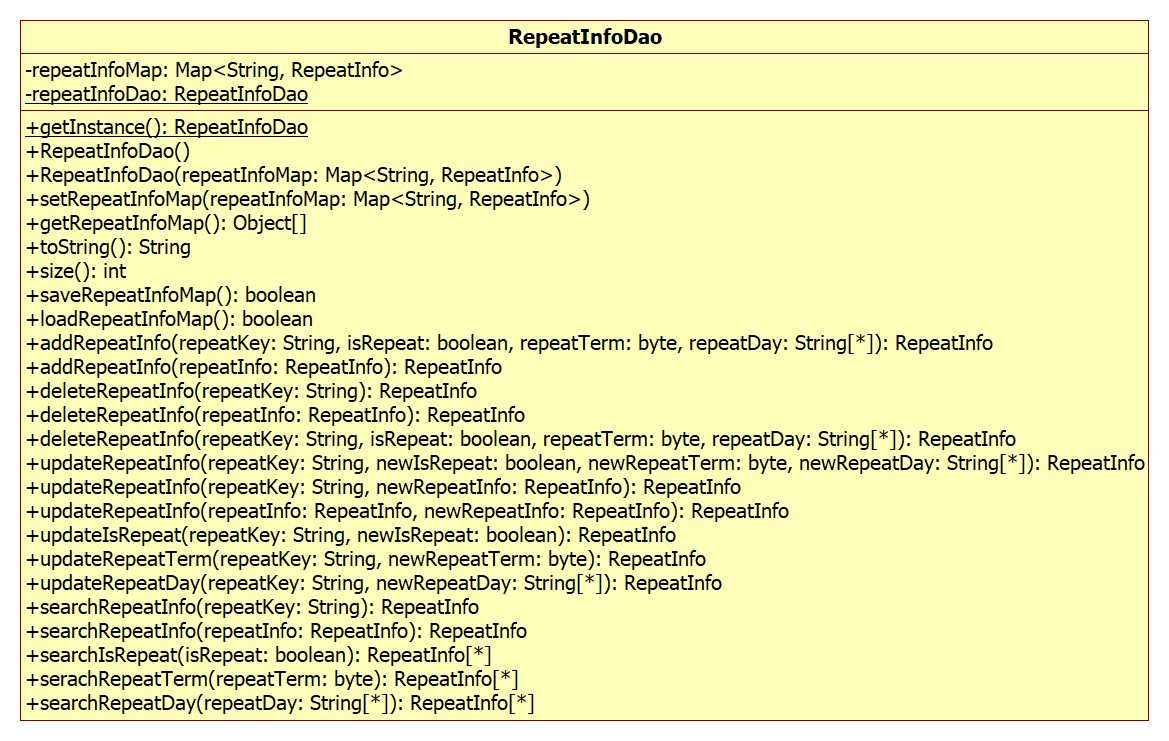 RepeatInfoDao
-repeatInfoMap: Map<String, RepeatInfo>
-repeatInfoDao: RepeatInfoDao
+getInstance(): RepeatInfoDao
+RepeatInfoDao()
+RepeatInfoDao(repeatInfoMap: Map<String, RepeatInfo>)
+setRepeatInfoMap(repeatInfoMap: Map<String, RepeatInfo>)
+getRepeatInfoMap(): Object[]
+toString(): String
+size(): int
+saveRepeatInfoMap(): boolean
+loadRepeatInfoMap(): boolean
+addRepeatInfo(repeatKey: String, isRepeat: boolean, repeatTerm: byte, repeatDay: String[*]): RepeatInfo
+addRepeatInfo(repeatInfo: RepeatInfo): RepeatInfo
+deleteRepeatInfo(repeatKey: String): RepeatInfo
+deleteRepeatInfo(repeatInfo: RepeatInfo): RepeatInfo
+deleteRepeatInfo(repeatKey: String, isRepeat: boolean, repeatTerm: byte, repeatDay: String[*]): RepeatInfo
+updateRepeatInfo(repeatKey: String, newIsRepeat: boolean, newRepeatTerm: byte, newRepeatDay: String[*]): RepeatInfo
+updateRepeatInfo(repeatKey: String, newRepeatInfo: RepeatInfo): RepeatInfo
+updateRepeatInfo(repeatInfo: RepeatInfo, newRepeatInfo: RepeatInfo): RepeatInfo
+updateIsRepeat(repeatKey: String, newIsRepeat: boolean): RepeatInfo
+updateRepeatTerm(repeatKey: String, newRepeatTerm: byte): RepeatInfo
+updateRepeatDay(repeatKey: String, newRepeatDay: String[*]): RepeatInfo
+searchRepeatInfo(repeatKey: String): RepeatInfo
+searchRepeatInfo(repeatInfo: RepeatInfo): RepeatInfo
+searchIsRepeat(isRepeat: boolean): RepeatInfo[*]
+serachRepeatTerm(repeatTerm: byte): RepeatInfo[*]
+searchRepeatDay(repeatDay: String[*]): RepeatInfo[*]